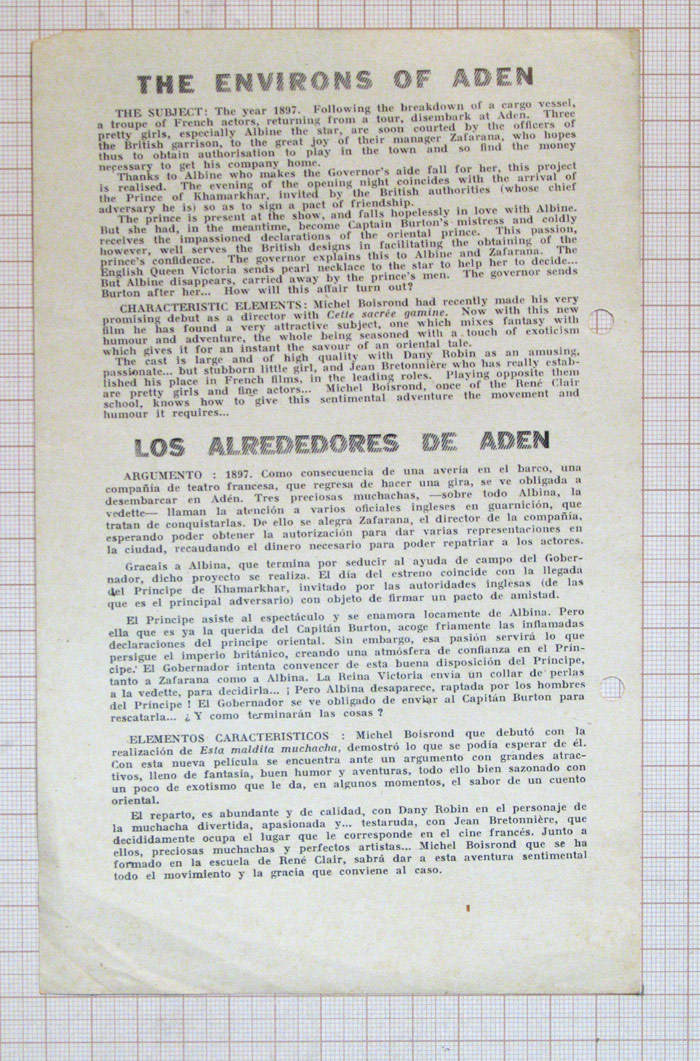 THE ENVIRONS OF ADEN
THE SUBJECT: The year 1897. Following the breakdown of a cargo vessel,
a troupe of French actors, returning from a tour, disembark at Aden. Three
pretty girls, especially Albine the star, are soon courted by the officers of
the British garrison, to the great joy of their manager Zafarana, who hopes
thus to obtain authorisation to play in the town and so find the money
necessary to get his company home.
Thanks to Albine who makes the Governor's aide fall for her, this project
is realised. The evening of the opening night coincides with the arrival of
the Prince of Khamarkhar, invited by the British authorities (whose chief
adversary he is) so as to sign a pact of friendship.
The prince is present at the show, and falls hopelessly in love with Albine.
But she had, in the meantime, become Captain Burton's mistress and coldly
receives the impassioned declarations of the oriental prince. This passion,
however, well serves the British designs in facilitating the obtaining of the
prince's confidence. The governor explains this to Albine and Zafarana. The
English Queen Victoria sends pearl necklace to the star to help her to decide...
But Albine disappears, carried away by the prince's men. The governor sends
Burton after her... How will this affair turn out?
CHARACTERISTIC ELEMENTS: Michel Boisrond had recently made his very
promising debut as a director with Cette sacrée gamine. Now with this new
film he has found a very attractive subject, one which mixes fantasy with
humour and adventure, the whole being seasoned with a touch of exoticism
which gives it for an instant the savour of an oriental tale.
The cast is large and of high quality with Dany Robin as an amusing,
passionate... but stubborn little girl, and Jean Bretonnière who has really estab-
lished his place in French films, in the leading roles. Playing opposite them
are pretty girls and fine actors... Michel Boisrond, once of the René Clair
school, knows how to give this sentimental adventure the movement and
humour it requires...
LOS ALREDEDORES DE ADEN
ARGUMENTO : 1897. Como consecuencia de una avería en el barco, una
compañía de teatro francesa, que regresa de hacer una gira, se ve obligada a
desembarcar en Adén. Tres preciosas muchachas, —sobre todo Albina, la
vedette— llaman la atención a varios oficiales ingleses en guarnición, que
tratan de conquistarlas. De ello se alegra Zafarana, el director de la compañía,
esperando poder obtener la autorización para dar varias representaciones en
la ciudad, recaudando el dinero necesario para poder repatriar a los actores.
Gracais a Albina, que termina por seducir al ayuda de campo del Gober-
nador, dicho proyecto se realiza. El día del estreno coincide con la llegada
del Príncipe de Khamarkhar, invitado por las autoridades inglesas (de las
que es el principal adversario) con objeto de firmar un pacto de amistad.
El Principe asiste al espectáculo y se enamora locamente de Albina. Pero
ella que es ya la querida del Capitán Burton, acoge friamente las inflamadas
declaraciones del principe oriental. Sin embargo, esa pasión servirá lo que
persigue el imperio británico, creando una atmósfera de confianza en el Prín-
cipe. El Gobernador intenta convencer de esta buena disposición del Príncipe,
tanto a Zafarana como a Albina. La Reina Victoria envia un collar de perlas
a la vedette, para decidirla... ¡ Pero Albina desaparece, raptada por los hombres
del Príncipe ! El Gobernador se ve obligado de enviar al Capitán Burton para
rescatarla... ¿ Y como terminarán las cosas ?
ELEMENTOS CARACTERISTICOS : Michel Boisrond que debutó con la
realización de Esta maldita muchacha, demostró lo que se podía esperar de él.
Con esta nueva película se encuentra ante un argumento con grandes atrac-
tivos, lleno de fantasía, buen humor y aventuras, todo ello bien sazonado con
un poco de exotismo que le da, en algunos momentos, el sabor de un cuento
oriental.
El reparto, es abundante y de calidad, con Dany Robin en el personaje de
la muchacha divertida, apasionada y... testaruda, con Jean Bretonnière, que
decididamente ocupa el lugar que le corresponde en el cine francés. Junto a
ellos, preciosas muchachas y perfectos artistas... Michel Boisrond que se ha
formado en la escuela de René Clair, sabrá dar a esta aventura sentimental
todo el movimiento y la gracia que conviene al caso.